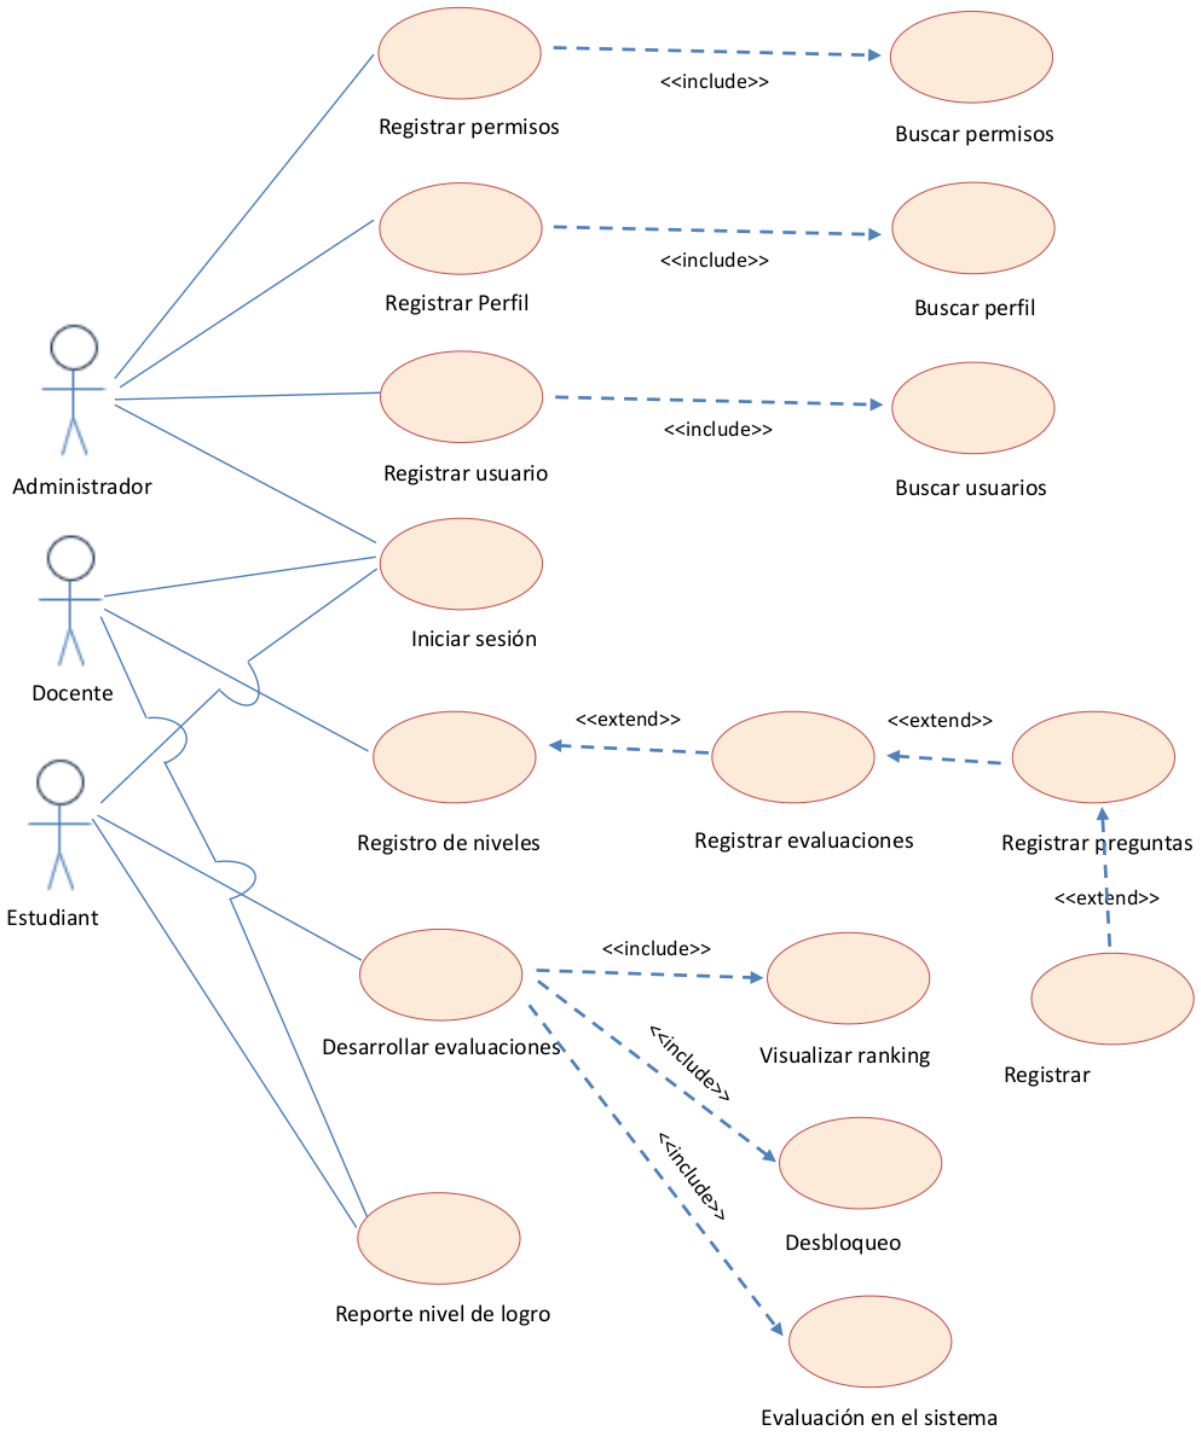 <<include>>
Registrar permisos
Buscar permisos
<<include>>
Registrar Perfil
Buscar perfil
<<include>>
Registrar usuario
Buscar usuarios
Administrador
Iniciar sesión
Docente
<<extend>>
<<extend>>
Registro de niveles
Registrar evaluaciones
Registrar preguntas
<<extend>>
Estudiant
<<include>>
Desarrollar evaluaciones
Visualizar ranking
Registrar
<<include>>
<<include>>
Desbloqueo
Reporte nivel de logro
Evaluación en el sistema